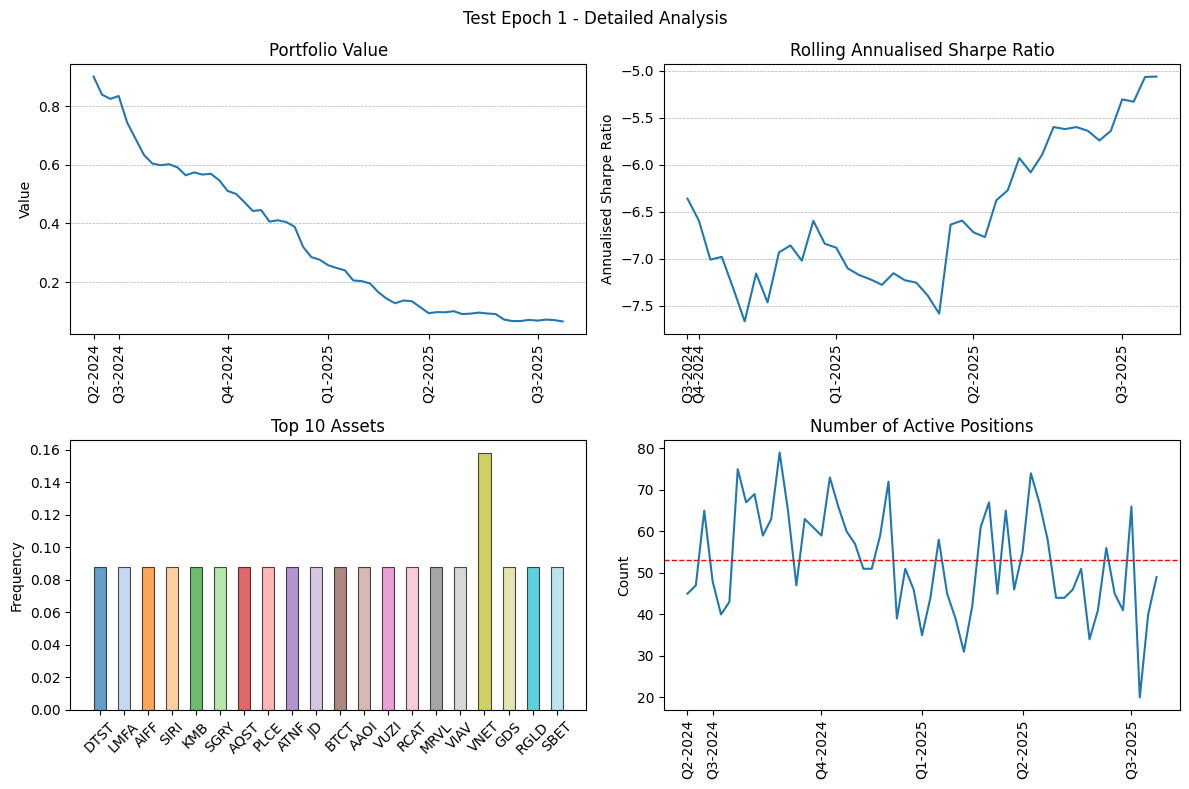 Test Epoch 1 - Detailed Analysis
Portfolio Value
Value
0.8
0.6
0.4
0.2
Q2-2024
Q3-2024
Q4-2024
Q1-2025
Q2-2025
Q3-2025
Rolling Annualised Sharpe Ratio
Annualised Sharpe Ratio
−5.0
−5.5
−6.0
−6.5
−7.0
−7.5
Q3-2024
Q4-2024
Q1-2025
Q2-2025
Q3-2025
Top 10 Assets
Frequency
0.16
0.14
0.12
0.10
0.08
0.06
0.04
0.02
0.00
DTST
LMFA
AIFF
SIRI
KMB
SGRY
AQST
PLCE
ATNF
JD
BTCT
AAOI
VUZI
RCAT
MRVL
VIAV
VNET
GDS
RGLD
SBET
Number of Active Positions
Count
80
70
60
50
40
30
20
Q2-2024
Q3-2024
Q4-2024
Q1-2025
Q2-2025
Q3-2025